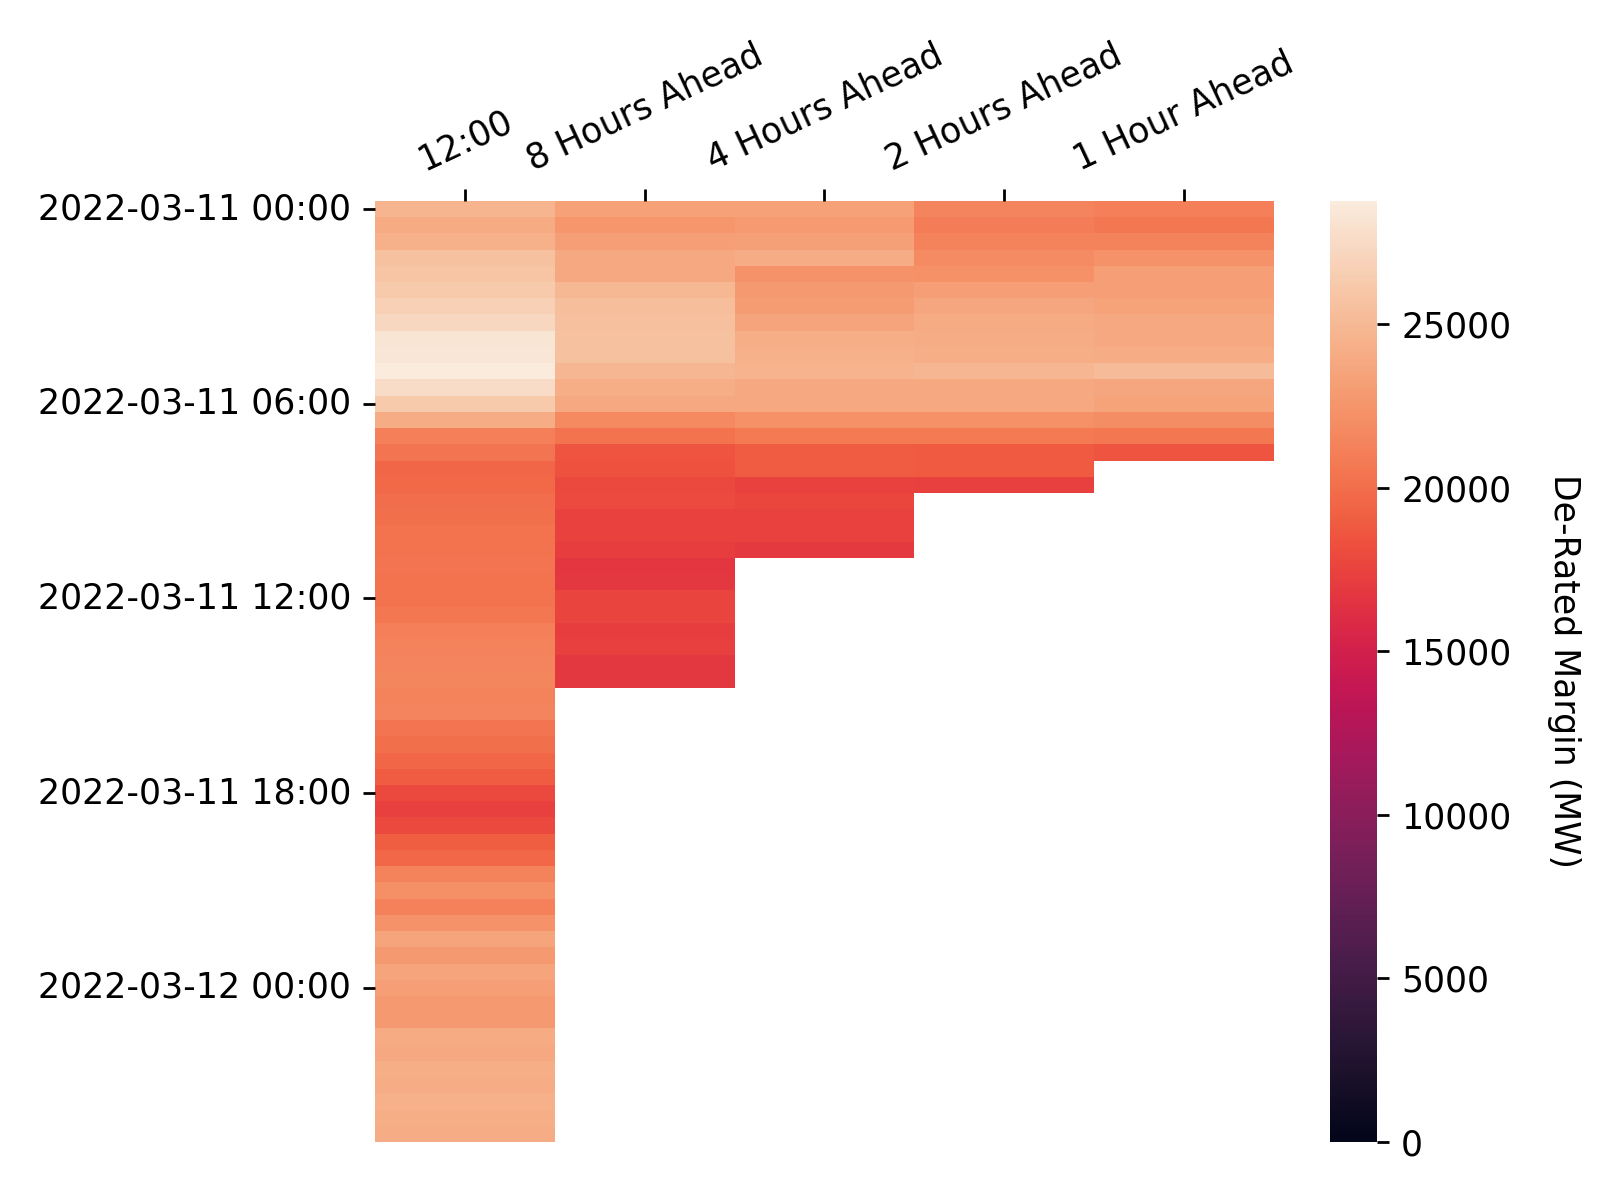 12:00
8 Hours Ahead
4 Hours Ahead
2 Hours Ahead
1 Hour Ahead
2022-03-11 00:00
2022-03-11 06:00
2022-03-11 12:00
2022-03-11 18:00
2022-03-12 00:00
25000
20000
15000
10000
5000
0
De-Rated Margin (MW)